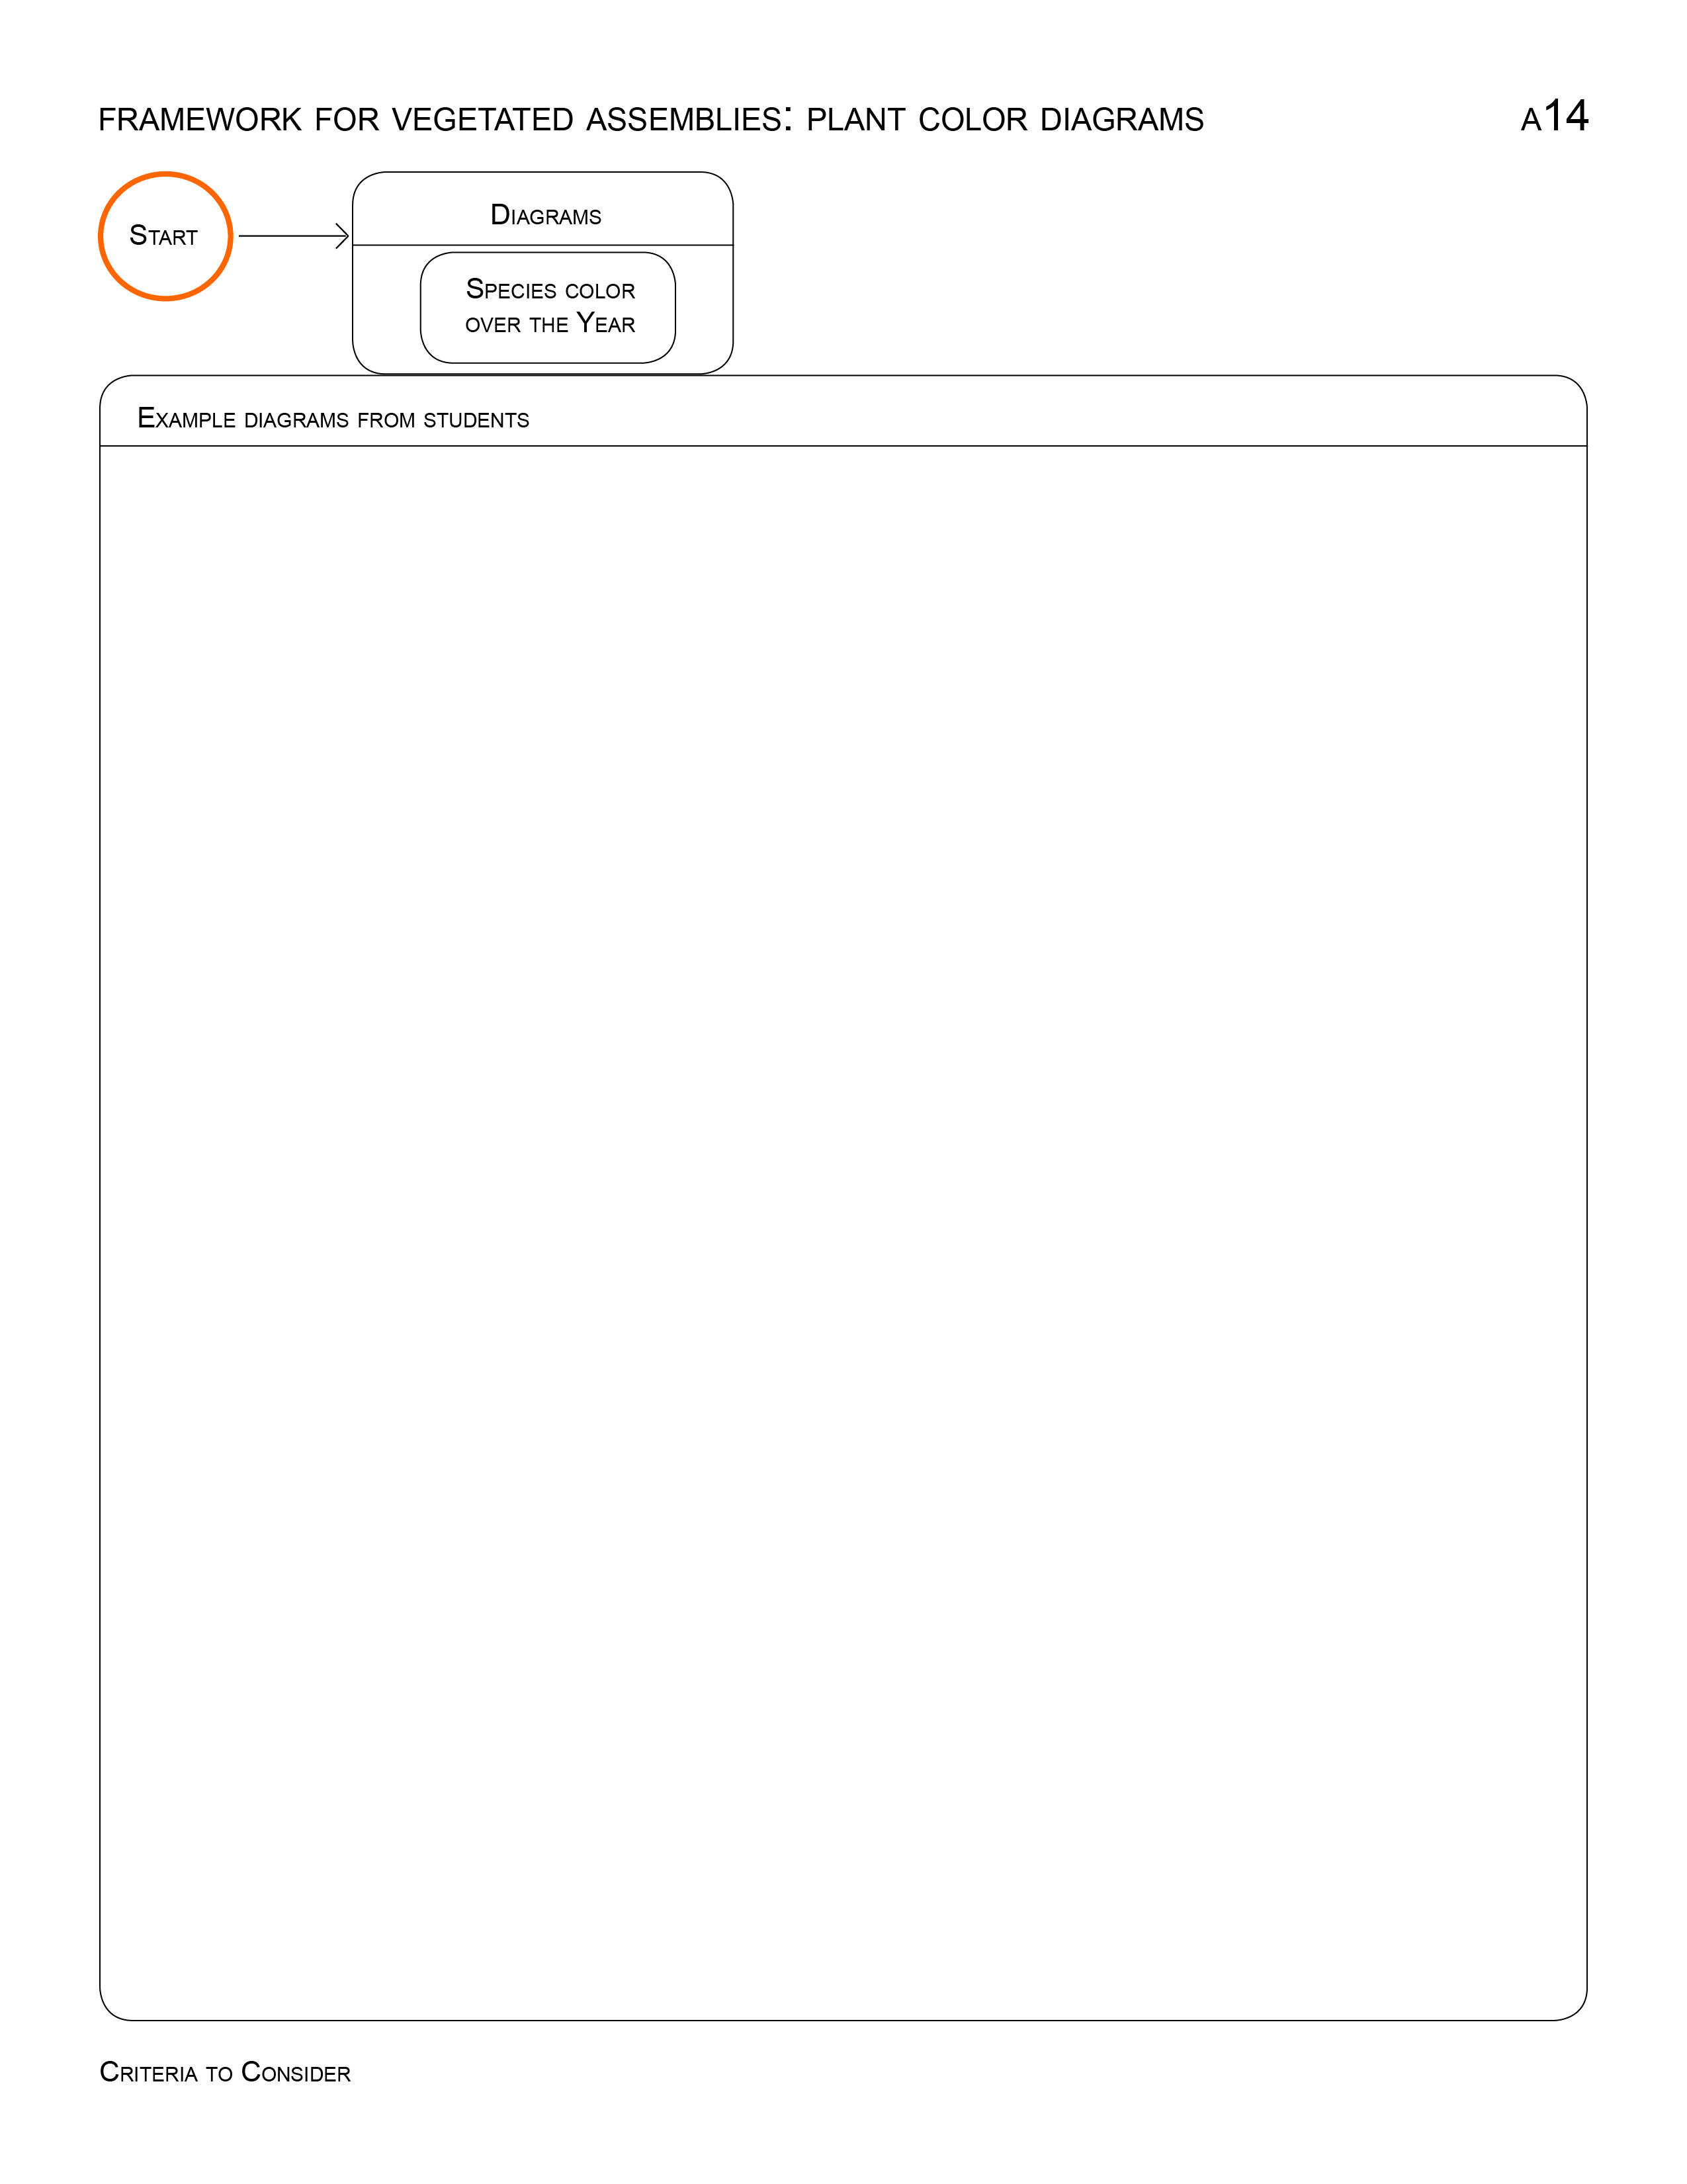 Framework for Vegetated Assemblies: Plant Color Diagrams A14
Start
Diagrams
Species color
over the Year
Example diagrams from students
Criteria to Consider